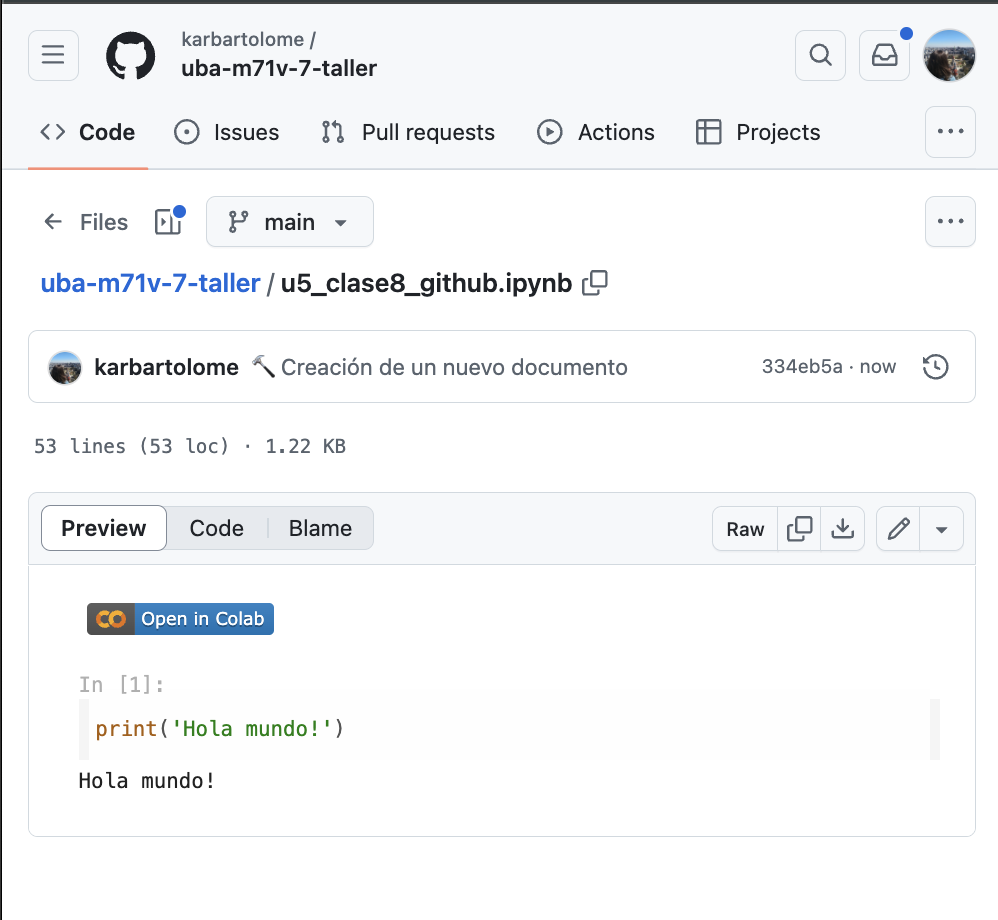 karbartolome /
uba-m71v-7-taller
Code Issues Pull requests Actions Projects
Files main
uba-m71v-7-taller / u5_clase8_github.ipynb
karbartolome 🔨 Creación de un nuevo documento 334eb5a · now
53 lines (53 loc) · 1.22 KB
Preview Code Blame Raw
Open in Colab
In [1]:
print('Hola mundo!')
Hola mundo!